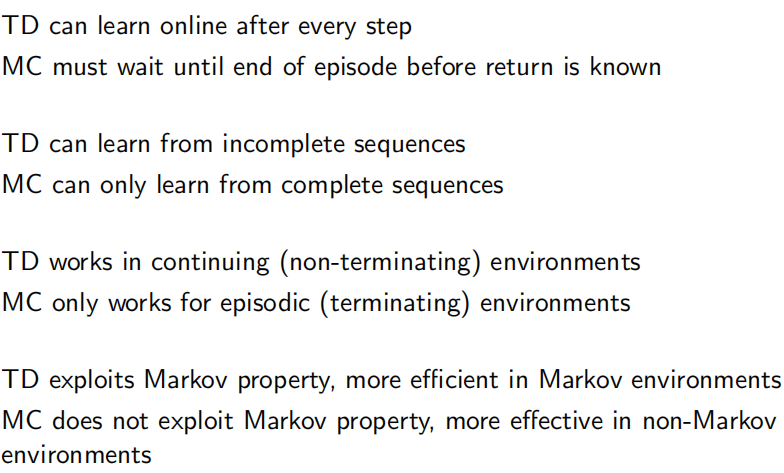 TD can learn online after every step
MC must wait until end of episode before return is known
TD can learn from incomplete sequences
MC can only learn from complete sequences
TD works in continuing (non-terminating) environments
MC only works for episodic (terminating) environments
TD exploits Markov property, more efficient in Markov environments
MC does not exploit Markov property, more effective in non-Markov
environments